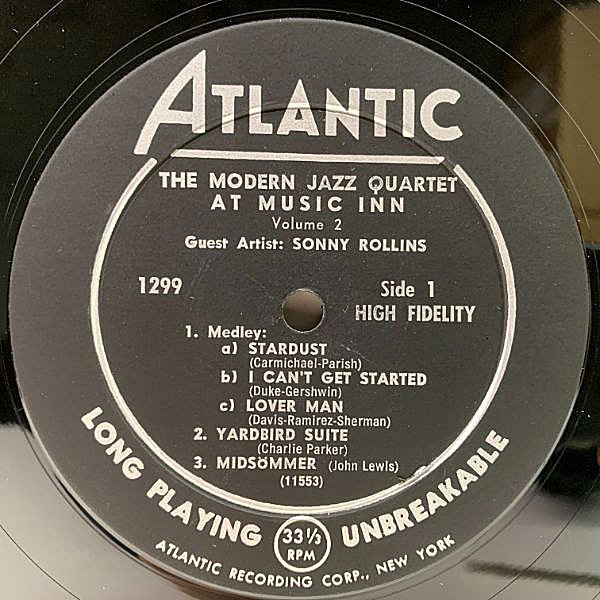 ATLANTIC
THE MODERN JAZZ QUARTET
AT MUSIC INN
Volume 2
Guest Artist: SONNY ROLLINS
1299
Side 1
HIGH FIDELITY
1. Medley:
a) STARDUST
(Carmichael-Parish)
b) I CAN'T GET STARTED
(Duke-Gershwin)
c) LOVER MAN
(Davis-Ramirez-Sherman)
2. YARDBIRD SUITE
(Charlie Parker)
3. MIDSÖMMER (John Lewis)
(11553)
LONG PLAYING 33 1/3 RPM UNBREAKABLE
ATLANTIC RECORDING CORP., NEW YORK